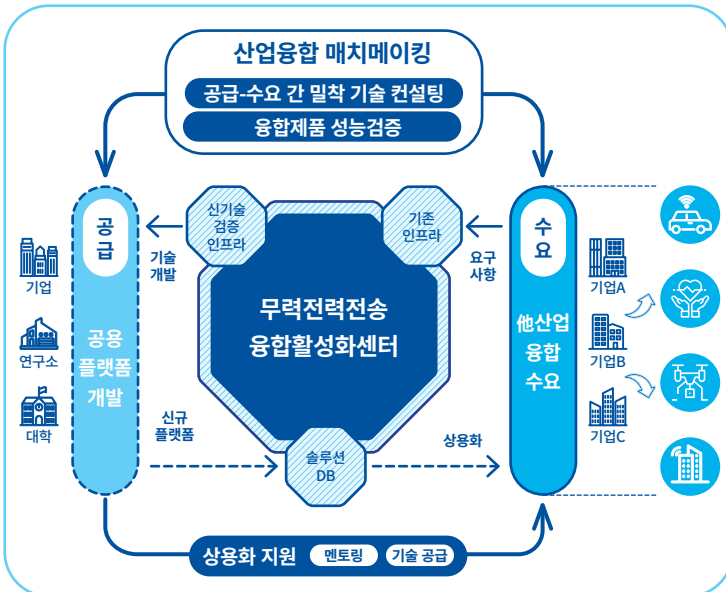 산업융합 매치메이킹
공급-수요 간 밀착 기술 컨설팅
융합제품 성능검증
공
급
공용
플랫폼
개발
기업
연구소
대학
기술
개발
신기술
검증
인프라
기존
인프라
요구
사항
무력전력전송
융합활성화센터
신규
플랫폼
솔루션
DB
상용화
수
요
他산업
융합
수요
기업A
기업B
기업C
상용화 지원
멘토링
기술 공급